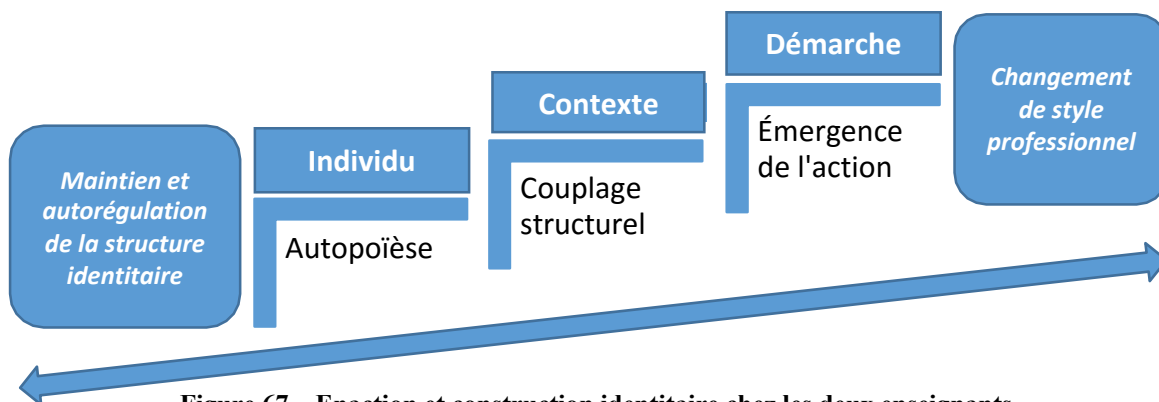 Maintien et
autorégulation
de la structure
identitaire
Individu
Autopoïèse
Contexte
Couplage
structurel
Démarche
Émergence
de l'action
Changement
de style
professionnel
Figure 67 – Enaction et construction identitaire chez les deux enseignants